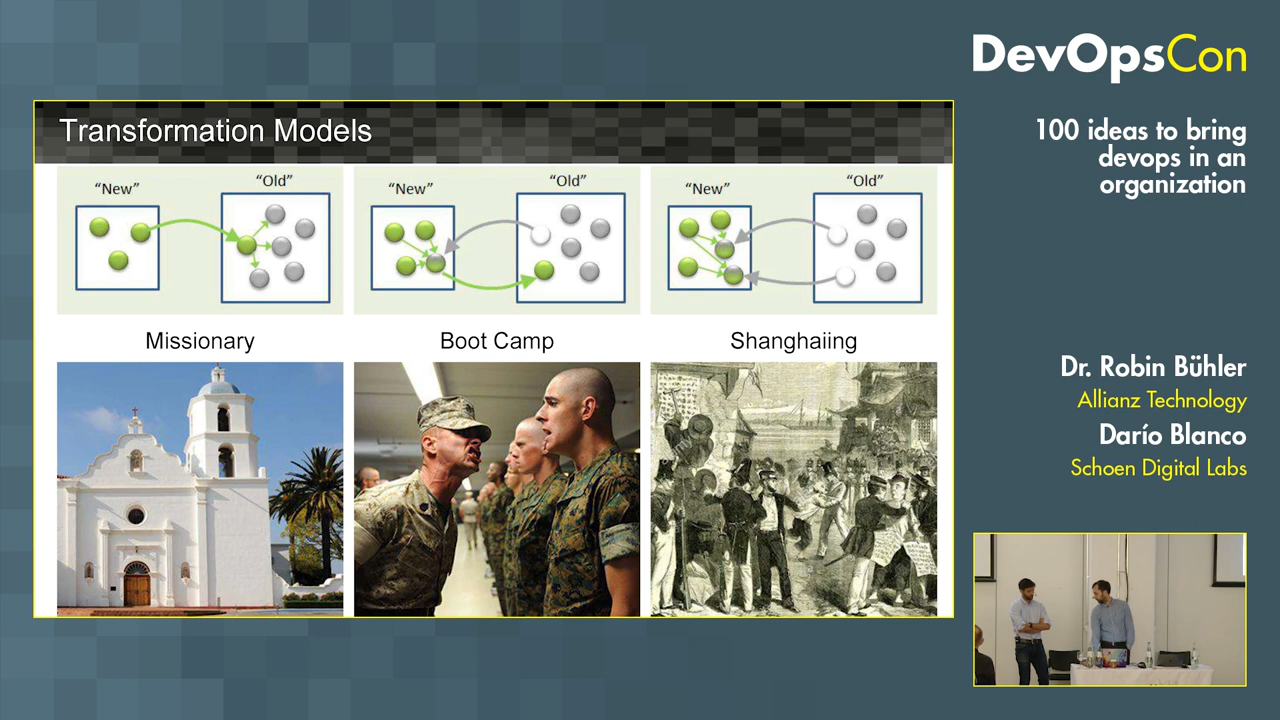 DevOpsCon
100 ideas to bring
devops in an
organization
Transformation Models
“New”
“Old”
“New”
“Old”
“New”
“Old”
Missionary
Boot Camp
Shanghaiing
Dr. Robin Bühler
Allianz Technology
Darío Blanco
Schoen Digital Labs